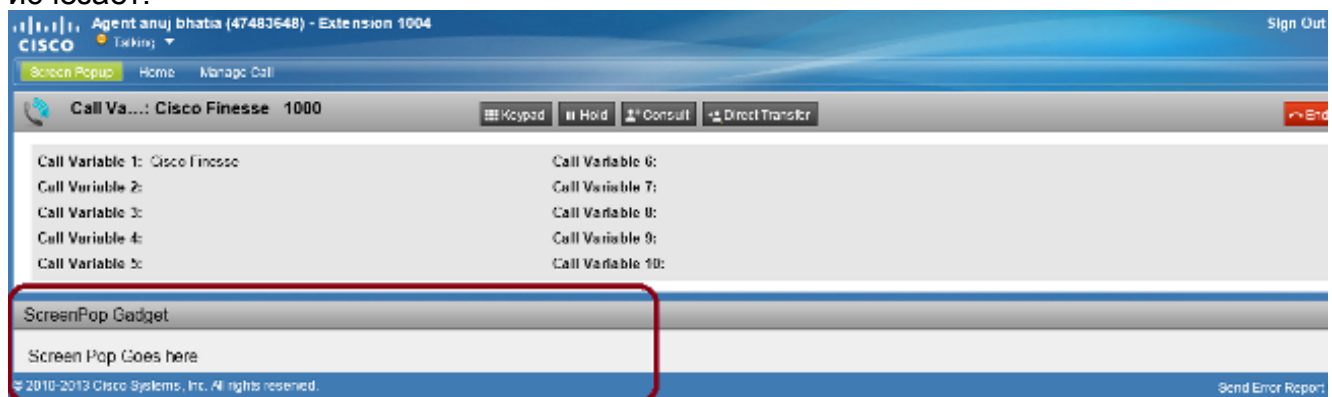 исчезает.
Agent anuj bhatia (47483648) - Extension 1004
Sign Out
CISCO
Talking
Screen Popup Home Manage Call
Call Va...: Cisco Finesse 1000
Keypad Hold Consult Direct Transfer End
Call Variable 1: Cisco Finesse
Call Variable 6:
Call Variable 2:
Call Variable 7:
Call Variable 3:
Call Variable 8:
Call Variable 4:
Call Variable 9:
Call Variable 5:
Call Variable 10:
ScreenPop Gadget
Screen Pop Goes here
© 2010-2013 Cisco Systems, Inc. All rights reserved.
Send Error Report